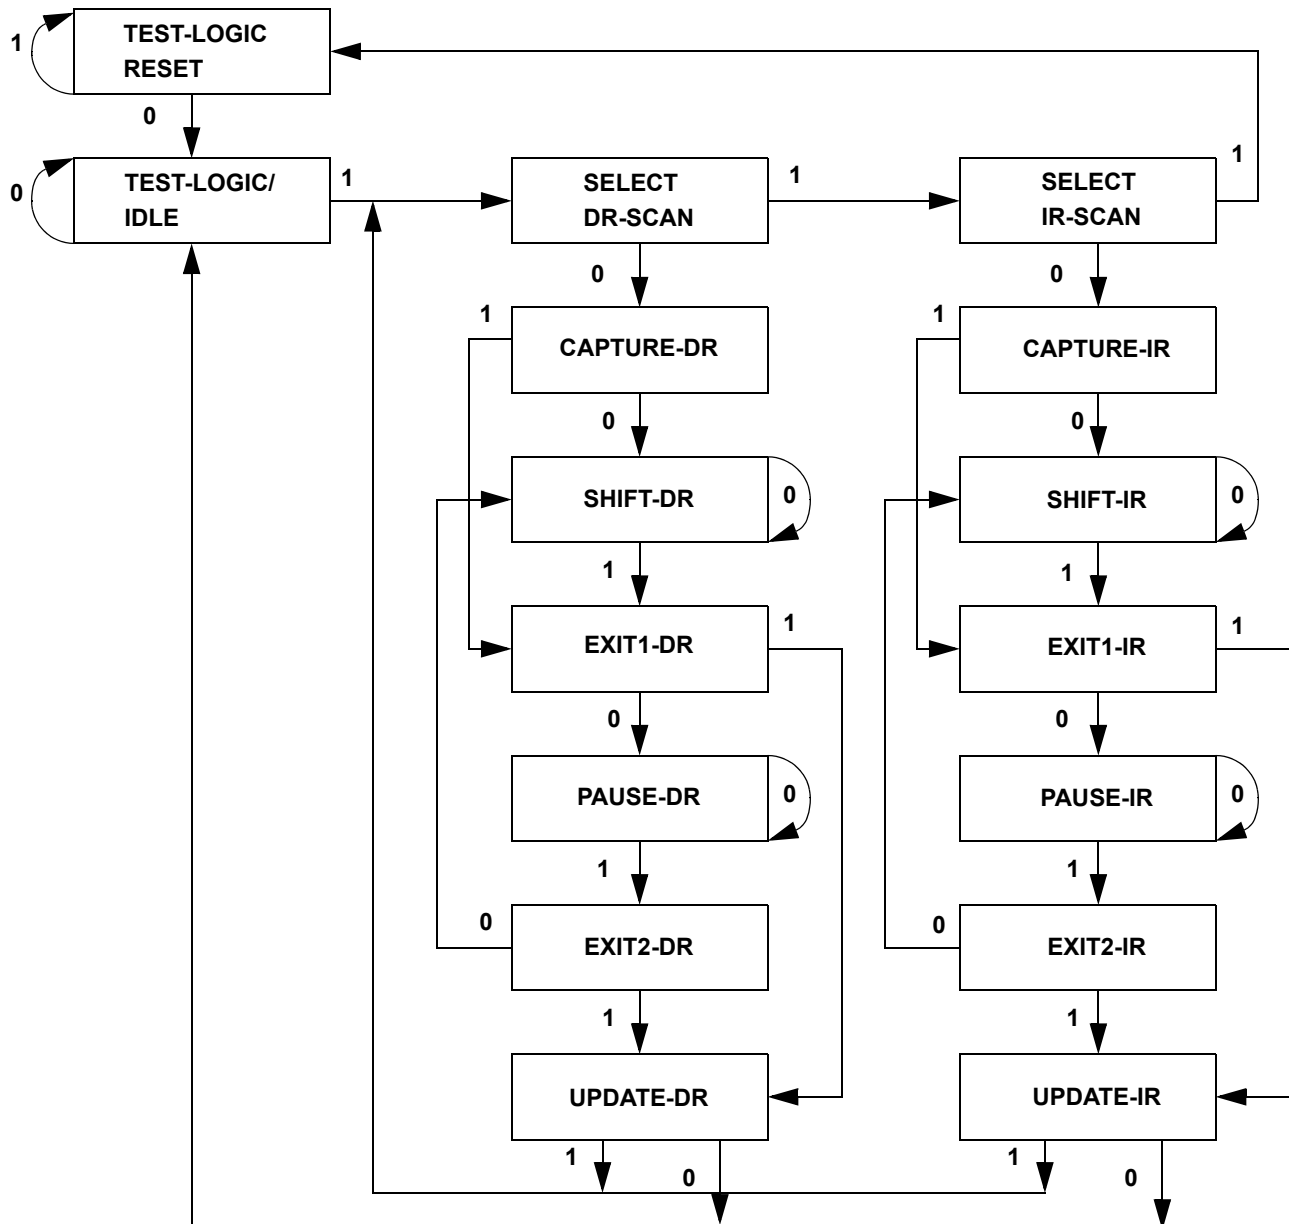 TEST-LOGIC
RESET
1
0
TEST-LOGIC/
IDLE
0
1
SELECT
DR-SCAN
1
SELECT
IR-SCAN
1
0
0
1
CAPTURE-DR
1
CAPTURE-IR
0
0
SHIFT-DR
0
SHIFT-IR
0
1
1
EXIT1-DR
1
EXIT1-IR
1
0
0
PAUSE-DR
0
PAUSE-IR
0
1
1
0
EXIT2-DR
0
EXIT2-IR
1
1
UPDATE-DR
UPDATE-IR
1
0
1
0